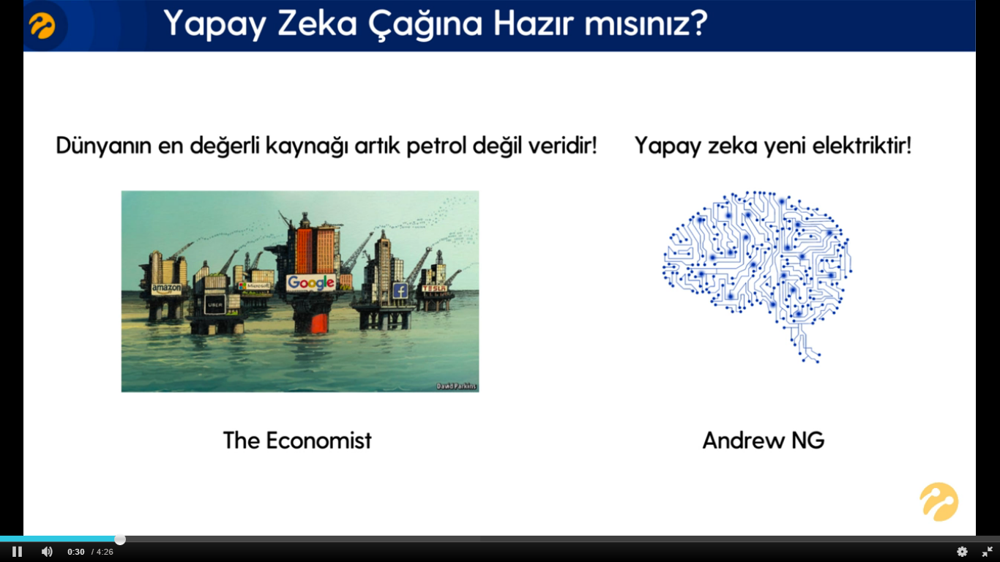 Yapay Zeka Çağına Hazır mısınız?
Dünyanın en değerli kaynağı artık petrol değil veridir!
Yapay zeka yeni elektriktir!
amazon
UBER
Microsoft
Google
f
TESLA
David Parkins
The Economist
Andrew NG
0:30 / 4:26